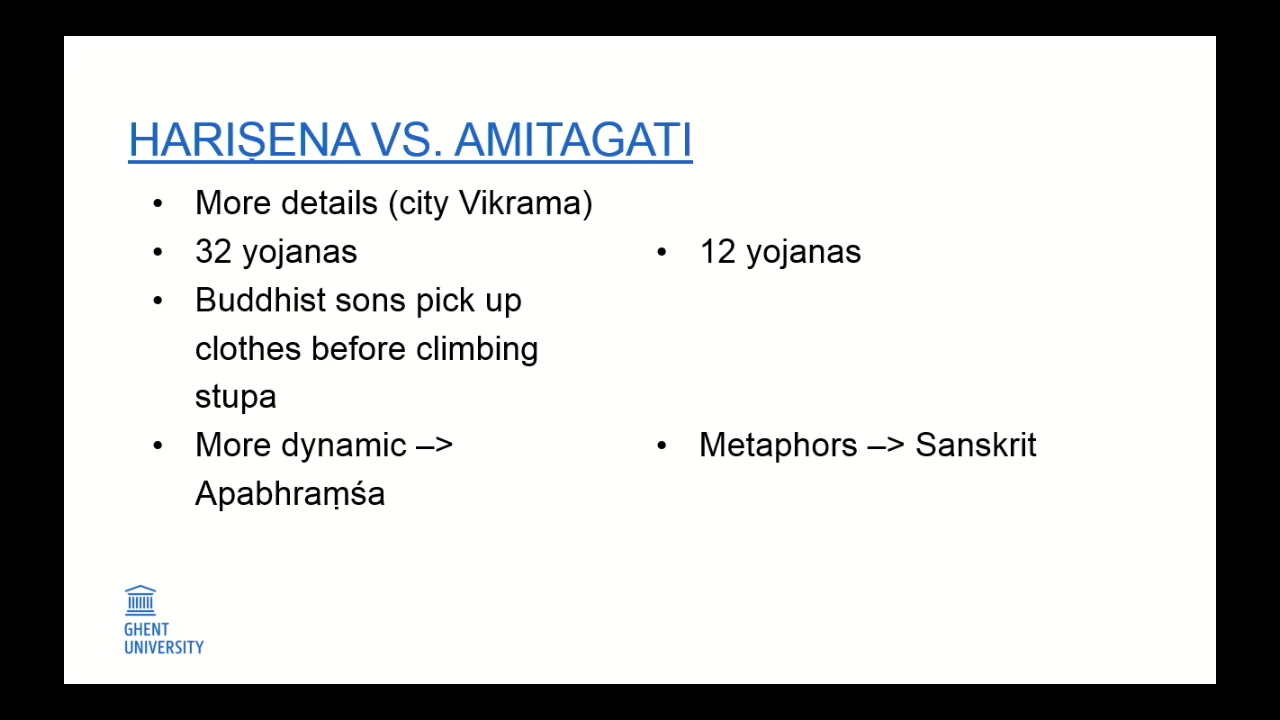 HARIṢENA VS. AMITAGATI
• More details (city Vikrama)
• 32 yojanas
• 12 yojanas
• Buddhist sons pick up
clothes before climbing
stupa
• More dynamic –>
Apabhraṃśa
• Metaphors –> Sanskrit
GHENT
UNIVERSITY